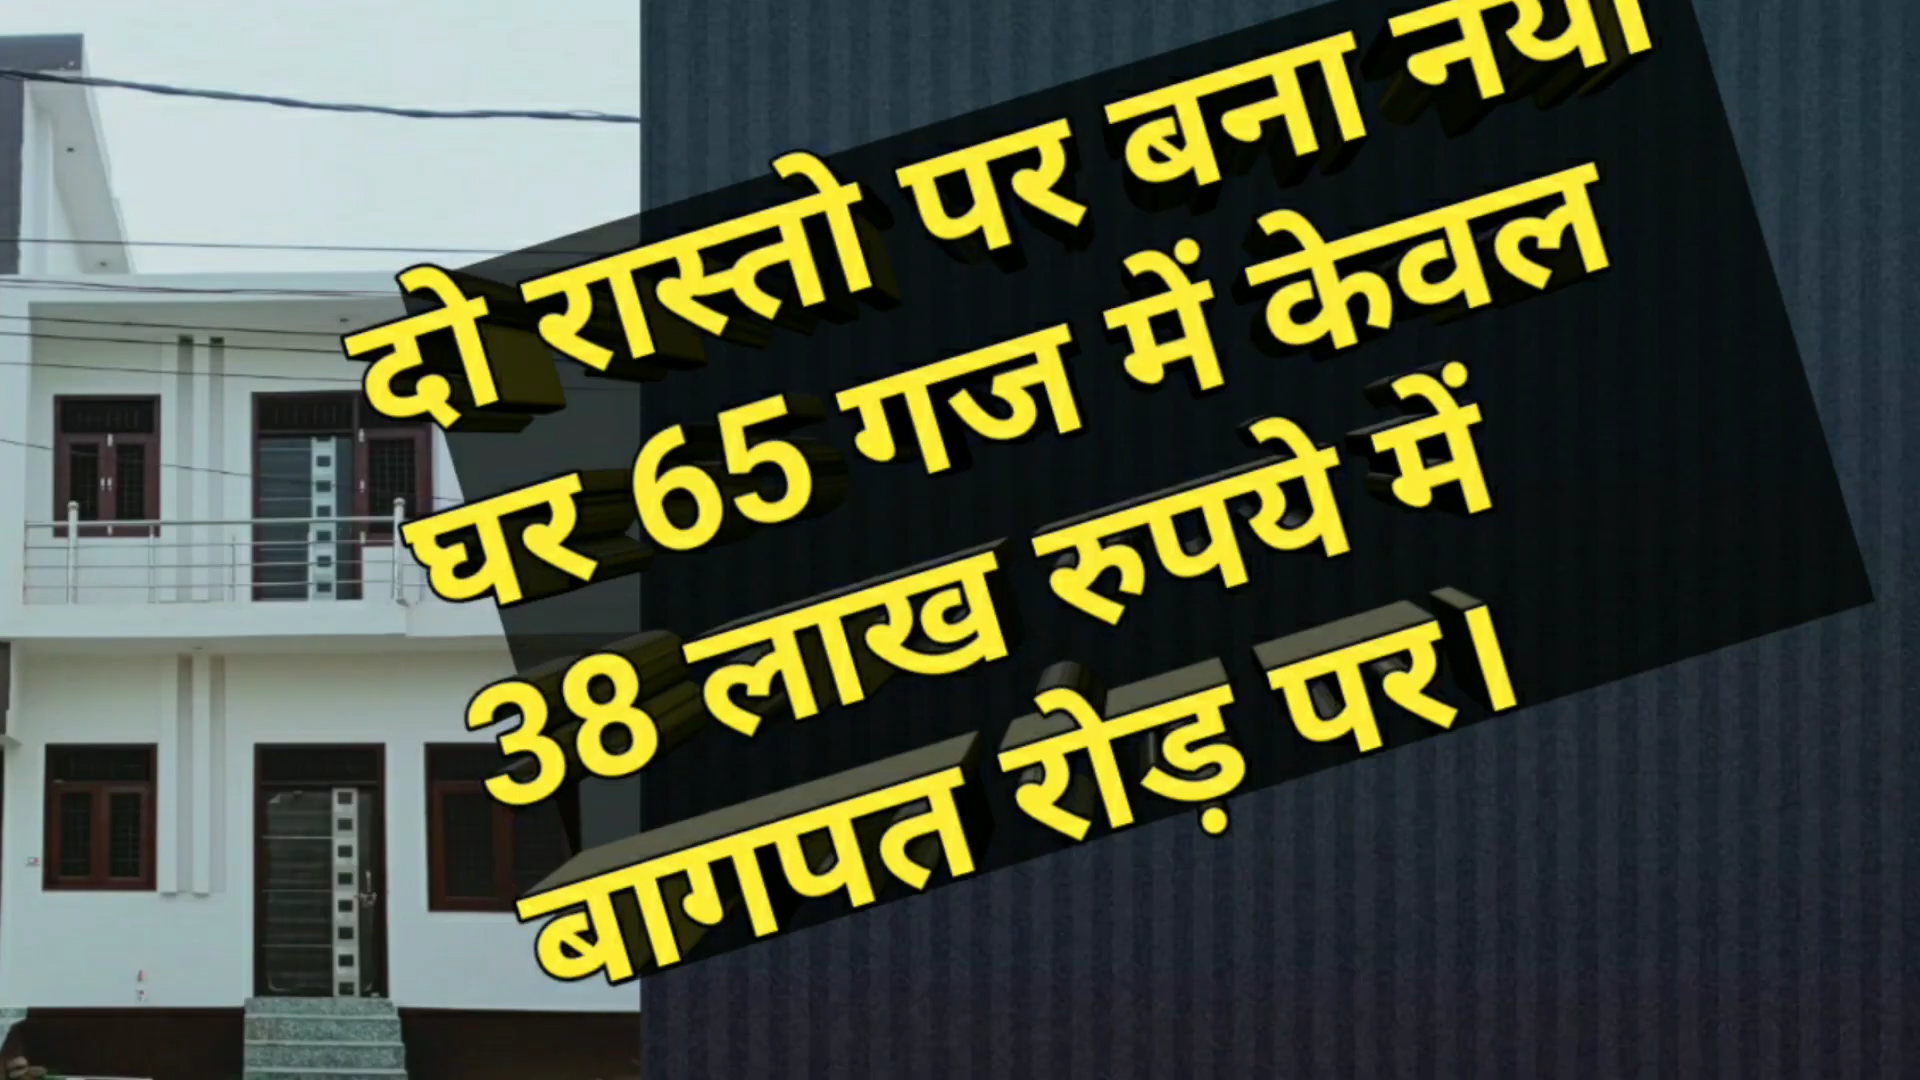 दो रास्तो पर बना नया
घर 65 गज में केवल
38 लाख रुपये में
बागपत रोड़ पर।